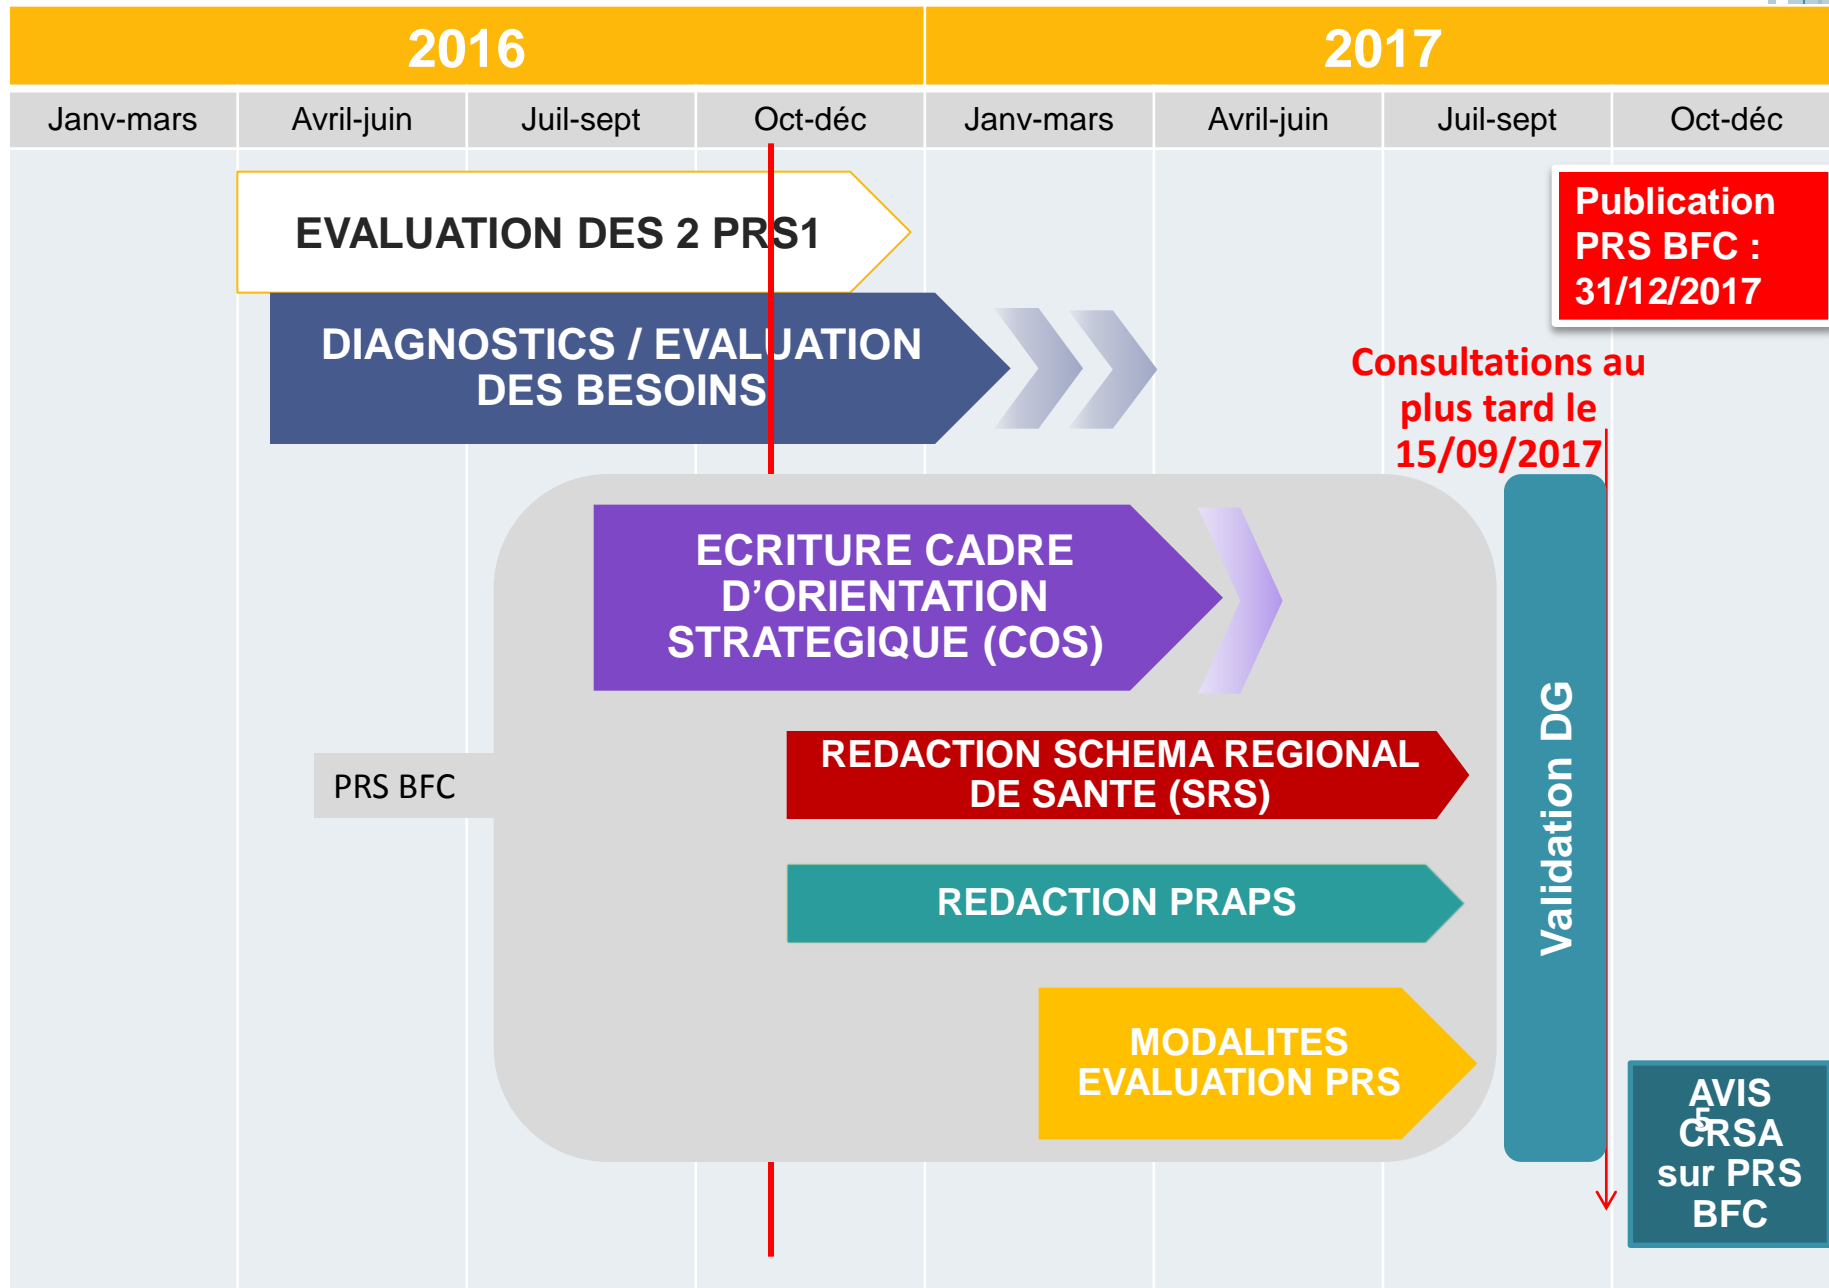 2016
2017
Janv-mars
Avril-juin
Juil-sept
Oct-déc
Janv-mars
Avril-juin
Juil-sept
Oct-déc
EVALUATION DES 2 PRS1
Publication
PRS BFC :
31/12/2017
DIAGNOSTICS / EVALUATION
DES BESOINS
Consultations au
plus tard le
15/09/2017
ECRITURE CADRE
D’ORIENTATION
STRATEGIQUE (COS)
PRS BFC
REDACTION SCHEMA REGIONAL
DE SANTE (SRS)
REDACTION PRAPS
MODALITES
EVALUATION PRS
Validation DG
AVIS
CRSA
sur PRS
BFC
5